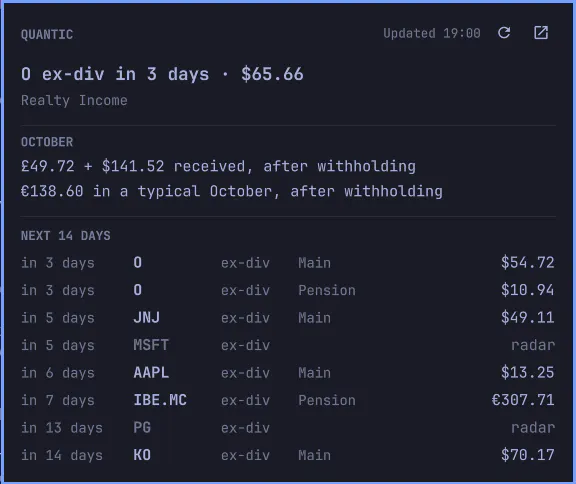 QUANTIC Updated 19:00
O ex-div in 3 days · $65.66
Realty Income
OCTOBER
£49.72 + $141.52 received, after withholding
€138.60 in a typical October, after withholding
NEXT 14 DAYS
in 3 days O ex-div Main $54.72
in 3 days O ex-div Pension $10.94
in 5 days JNJ ex-div Main $49.11
in 5 days MSFT ex-div radar
in 6 days AAPL ex-div Main $13.25
in 7 days IBE.MC ex-div Pension €307.71
in 13 days PG ex-div radar
in 14 days KO ex-div Main $70.17